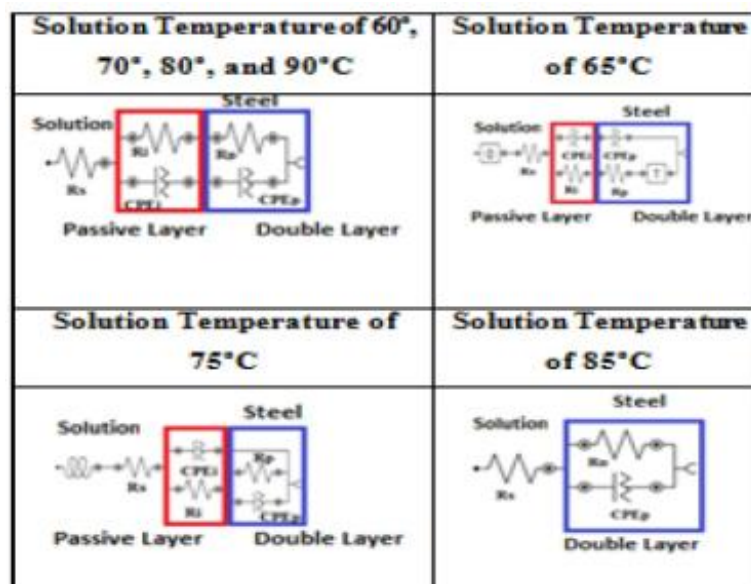 Solution Temperature of 60°,
70°, 80°, and 90°C
Solution Temperature
of 65°C
Steel
Solution
Ri
Rp
Rs
CPEi
CPEp
Passive Layer
Double Layer
Steel
Solution
CPEi
CPEp
Rs
Ri
Rp
T
Passive Layer
Double Layer
Solution Temperature of
75°C
Solution Temperature
of 85°C
Steel
Solution
CPEi
Rp
Rs
Ri
CPEp
Passive Layer
Double Layer
Steel
Solution
Rs
CPEp
Double Layer